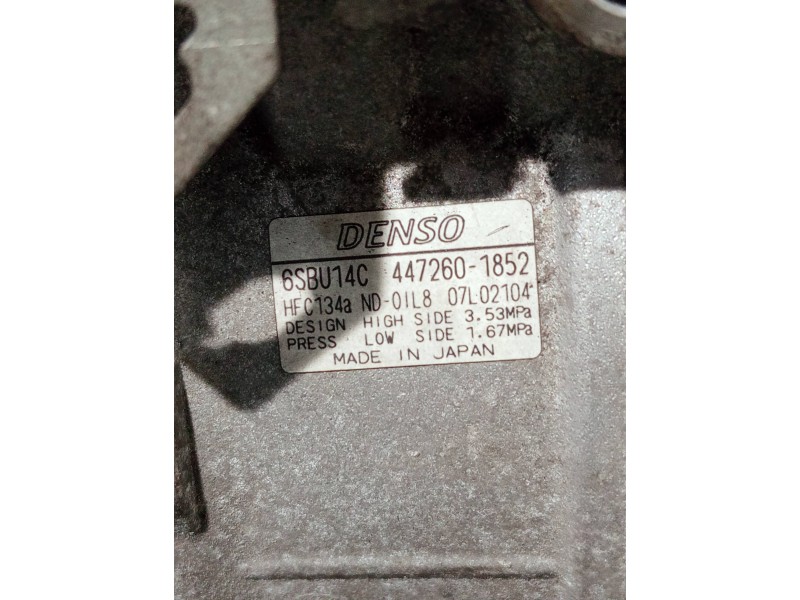 DENSO
6SBU14C 447260-1852
HFC134a ND-OIL8 07L02104
DESIGN HIGH SIDE 3.53MPa
PRESS LOW SIDE 1.67MPa
MADE IN JAPAN